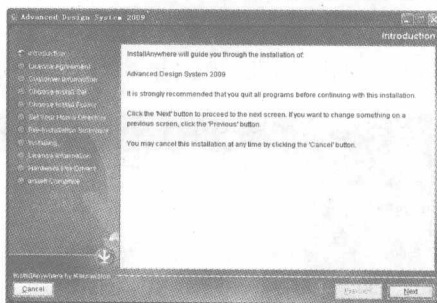 Advanced Design System 2009
Introduction
Introduction
License Agreement
Customer Information
Choose Install Set
Choose Install Folder
Set Your Home Directory
Pre-Installation Summary
Installing
License Information
Install Complete
InstallAnywhere will guide you through the installation of:
Advanced Design System 2009
It is strongly recommended that you quit all programs before continuing with this installation.
Click the 'Next' button to proceed to the next screen. If you want to change something on a
previous screen, click the 'Previous' button.
You may cancel this installation at any time by clicking the 'Cancel' button.
InstallAnywhere by Macrovision
Cancel
Previous
Next